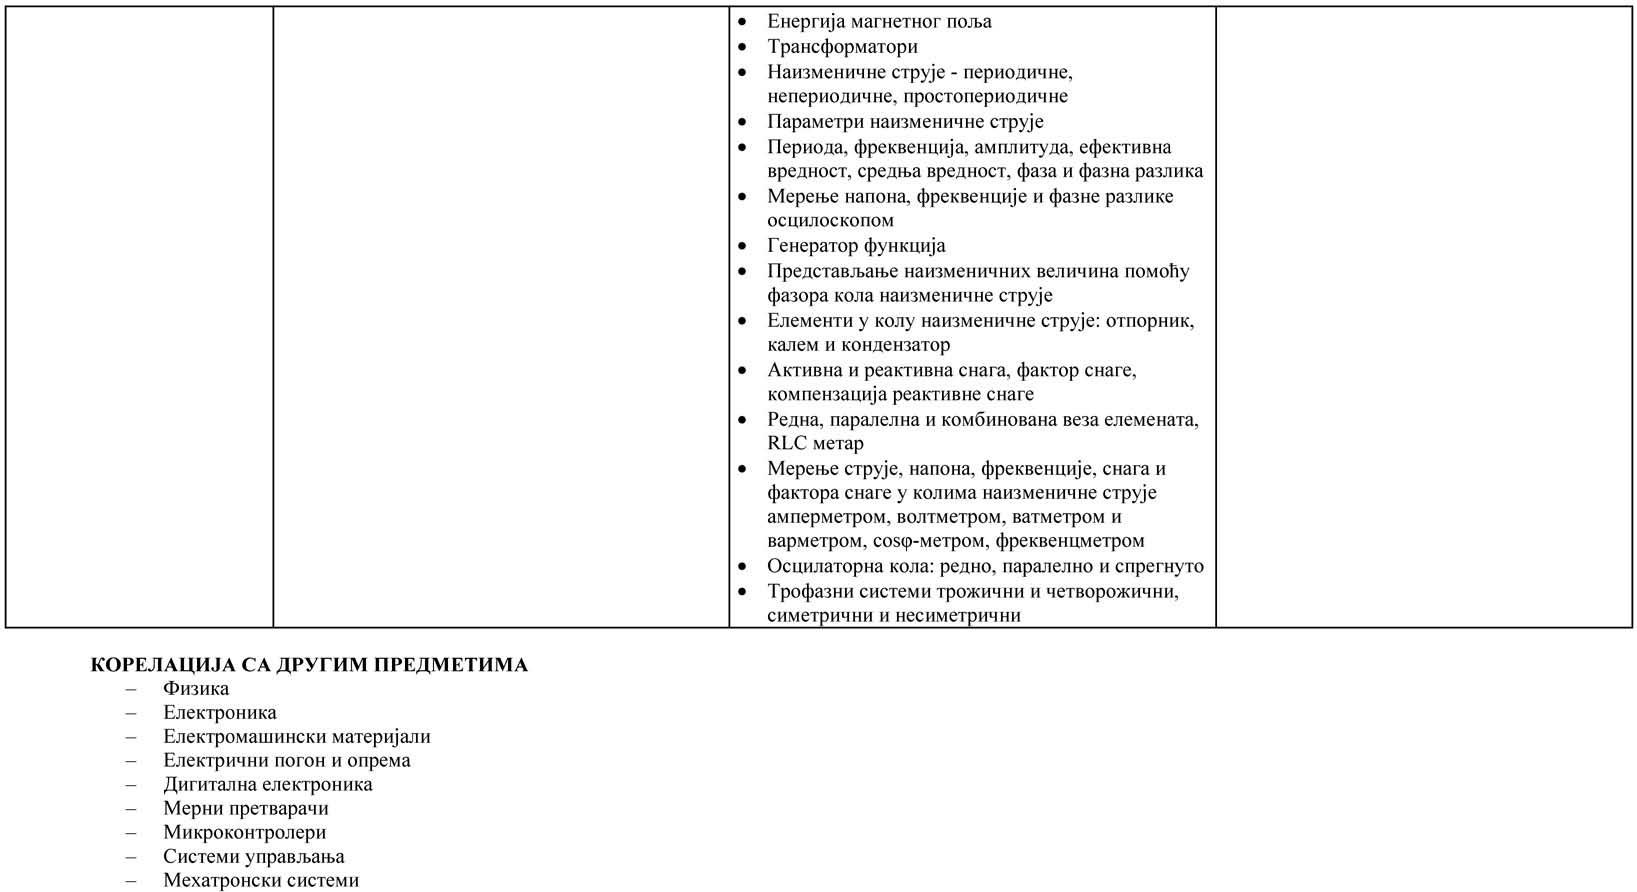 • Енергија магнетног поља
• Трансформатори
• Наизменичне струје - периодичне,
непериодичне, простопериодичне
• Параметри наизменичне струје
• Периода, фреквенција, амплитуда, ефективна
вредност, средња вредност, фаза и фазна разлика
• Мерење напона, фреквенције и фазне разлике
осцилоскопом
• Генератор функција
• Представљање наизменичних величина помоћу
фазора кола наизменичне струје
• Елементи у колу наизменичне струје: отпорник,
калем и кондензатор
• Активна и реактивна снага, фактор снаге,
компензација реактивне снаге
• Редна, паралелна и комбинована веза елемената,
RLC метар
• Мерење струје, напона, фреквенције, снага и
фактора снаге у колима наизменичне струје
амперметром, волтметром, ватметром и
варметром, cosφ-метром, фреквенцметром
• Осцилаторна кола: редно, паралелно и спрегнуто
• Трофазни системи трожични и четворожични,
симетрични и несиметрични
КОРЕЛАЦИЈА СА ДРУГИМ ПРЕДМЕТИМА
– Физика
– Електроника
– Електромашински материјали
– Електрични погон и опрема
– Дигитална електроника
– Мерни претварачи
– Микроконтролери
– Системи управљања
– Мехатронски системи